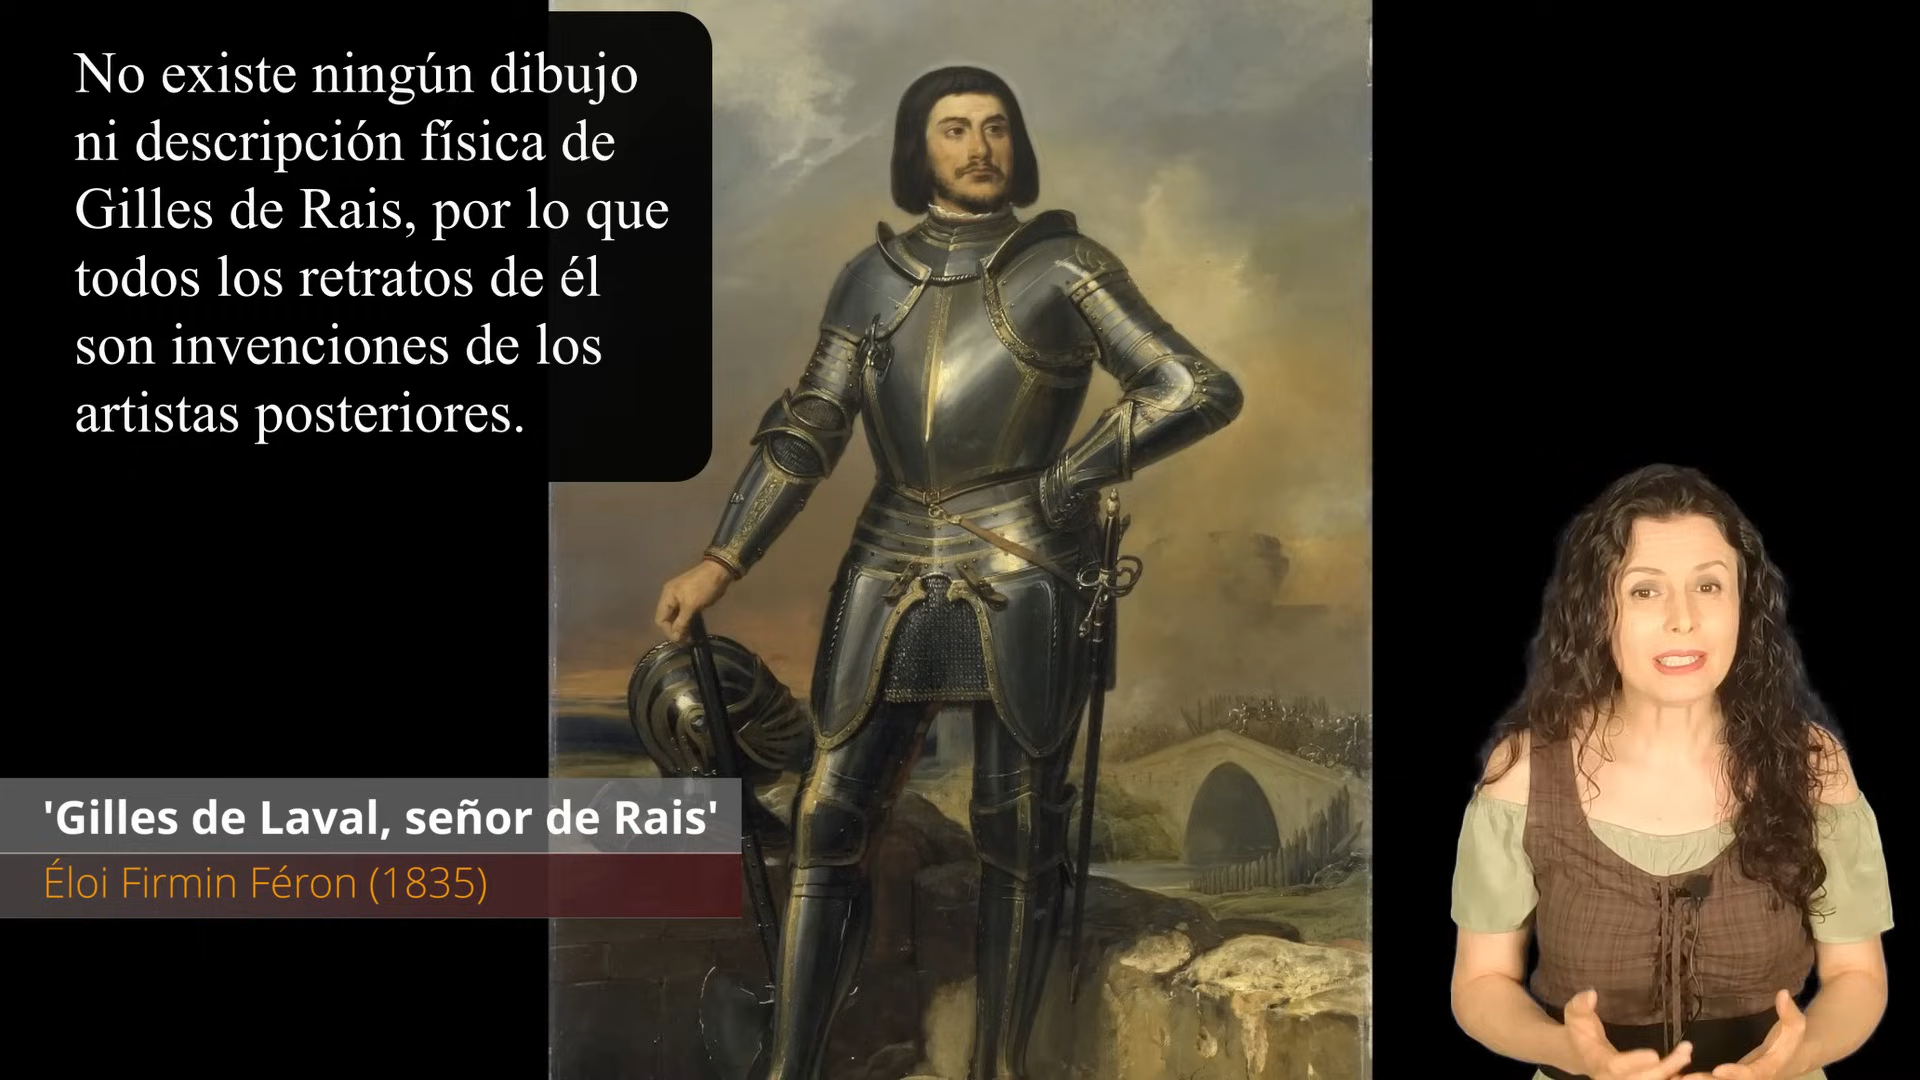 No existe ningún dibujo
ni descripción física de
Gilles de Rais, por lo que
todos los retratos de él
son invenciones de los
artistas posteriores.
'Gilles de Laval, señor de Rais'
Éloi Firmin Féron (1835)